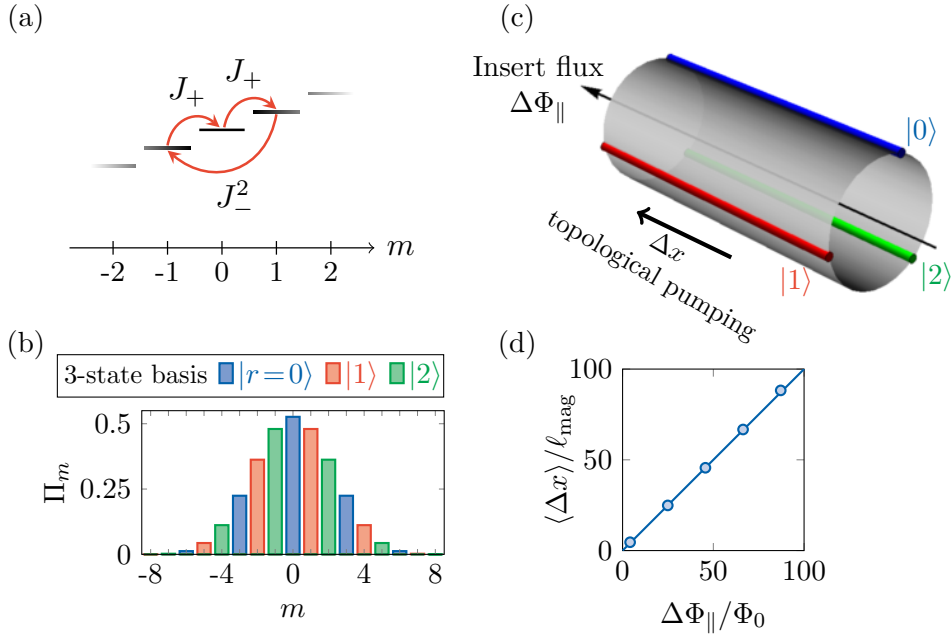 (a)
J₊ J₊
J₋²
m
-2 -1 0 1 2
(b)
3-state basis |r=0⟩ |1⟩ |2⟩
0.5
0.25
0
Πₘ
-8 -4 0 4 8
m
(c)
Insert flux
ΔΦ∥
|0⟩
|1⟩
|2⟩
Δx
topological pumping
(d)
100
50
0
⟨Δx⟩/ℓmag
0 50 100
ΔΦ∥/Φ₀